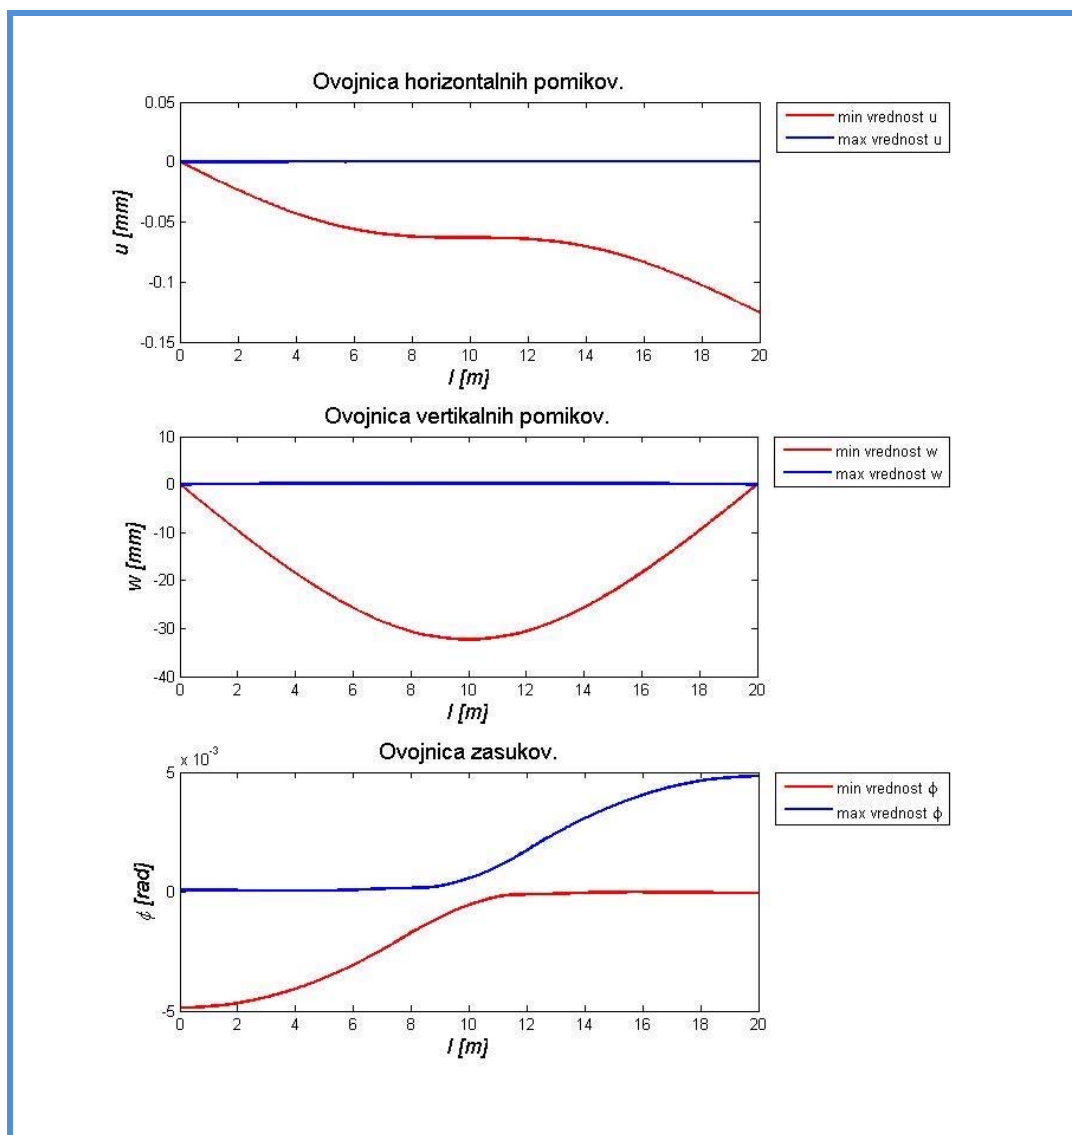 Ovojnica horizontalnih pomikov.
0.05
0
-0.05
-0.1
-0.15
u [mm]
0 2 4 6 8 10 12 14 16 18 20
l [m]
min vrednost u
max vrednost u
Ovojnica vertikalnih pomikov.
10
0
-10
-20
-30
-40
w [mm]
0 2 4 6 8 10 12 14 16 18 20
l [m]
min vrednost w
max vrednost w
Ovojnica zasukov.
x 10⁻³
5
0
-5
ϕ [rad]
0 2 4 6 8 10 12 14 16 18 20
l [m]
min vrednost ϕ
max vrednost ϕ